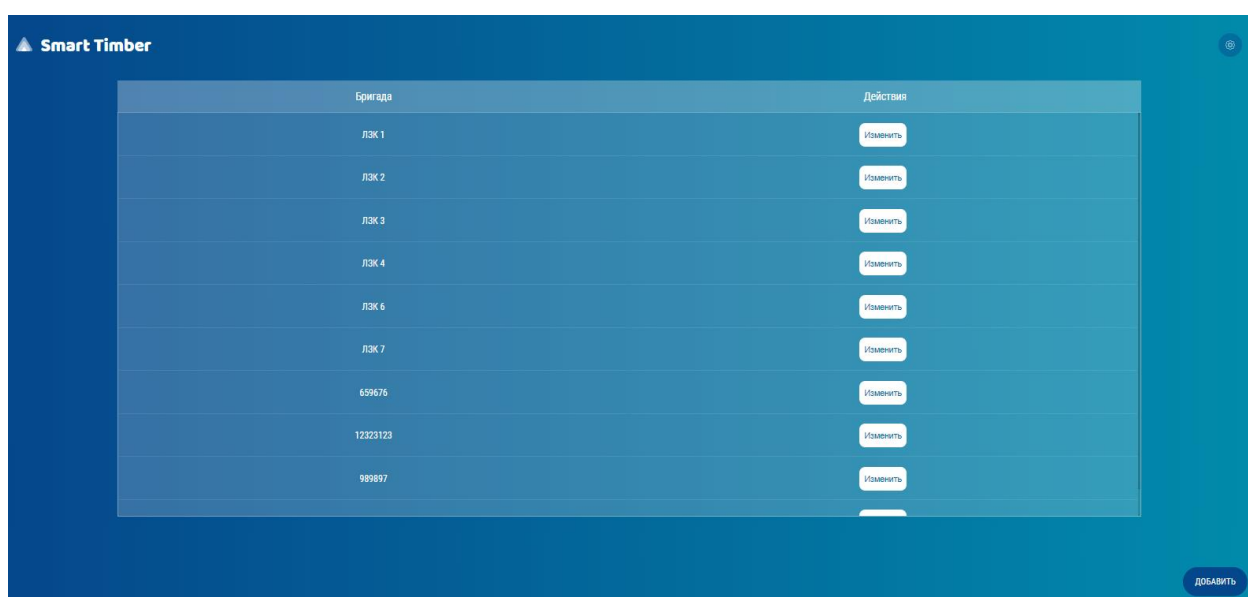 Smart Timber
Бригада Действия
ЛЗК 1 Изменить
ЛЗК 2 Изменить
ЛЗК 3 Изменить
ЛЗК 4 Изменить
ЛЗК 6 Изменить
ЛЗК 7 Изменить
659676 Изменить
12323123 Изменить
989897 Изменить
ДОБАВИТЬ